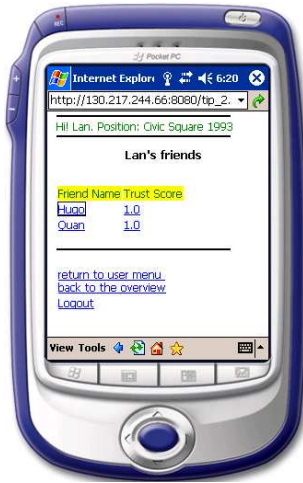 REC
Pocket PC
Internet Explor 6:20
http://130.217.244.66:8080/tip_2.
Hi! Lan. Position: Civic Square 1993
Lan's friends
Friend Name Trust Score
Hugo 1.0
Quan 1.0
return to user menu
back to the overview
Logout
View Tools